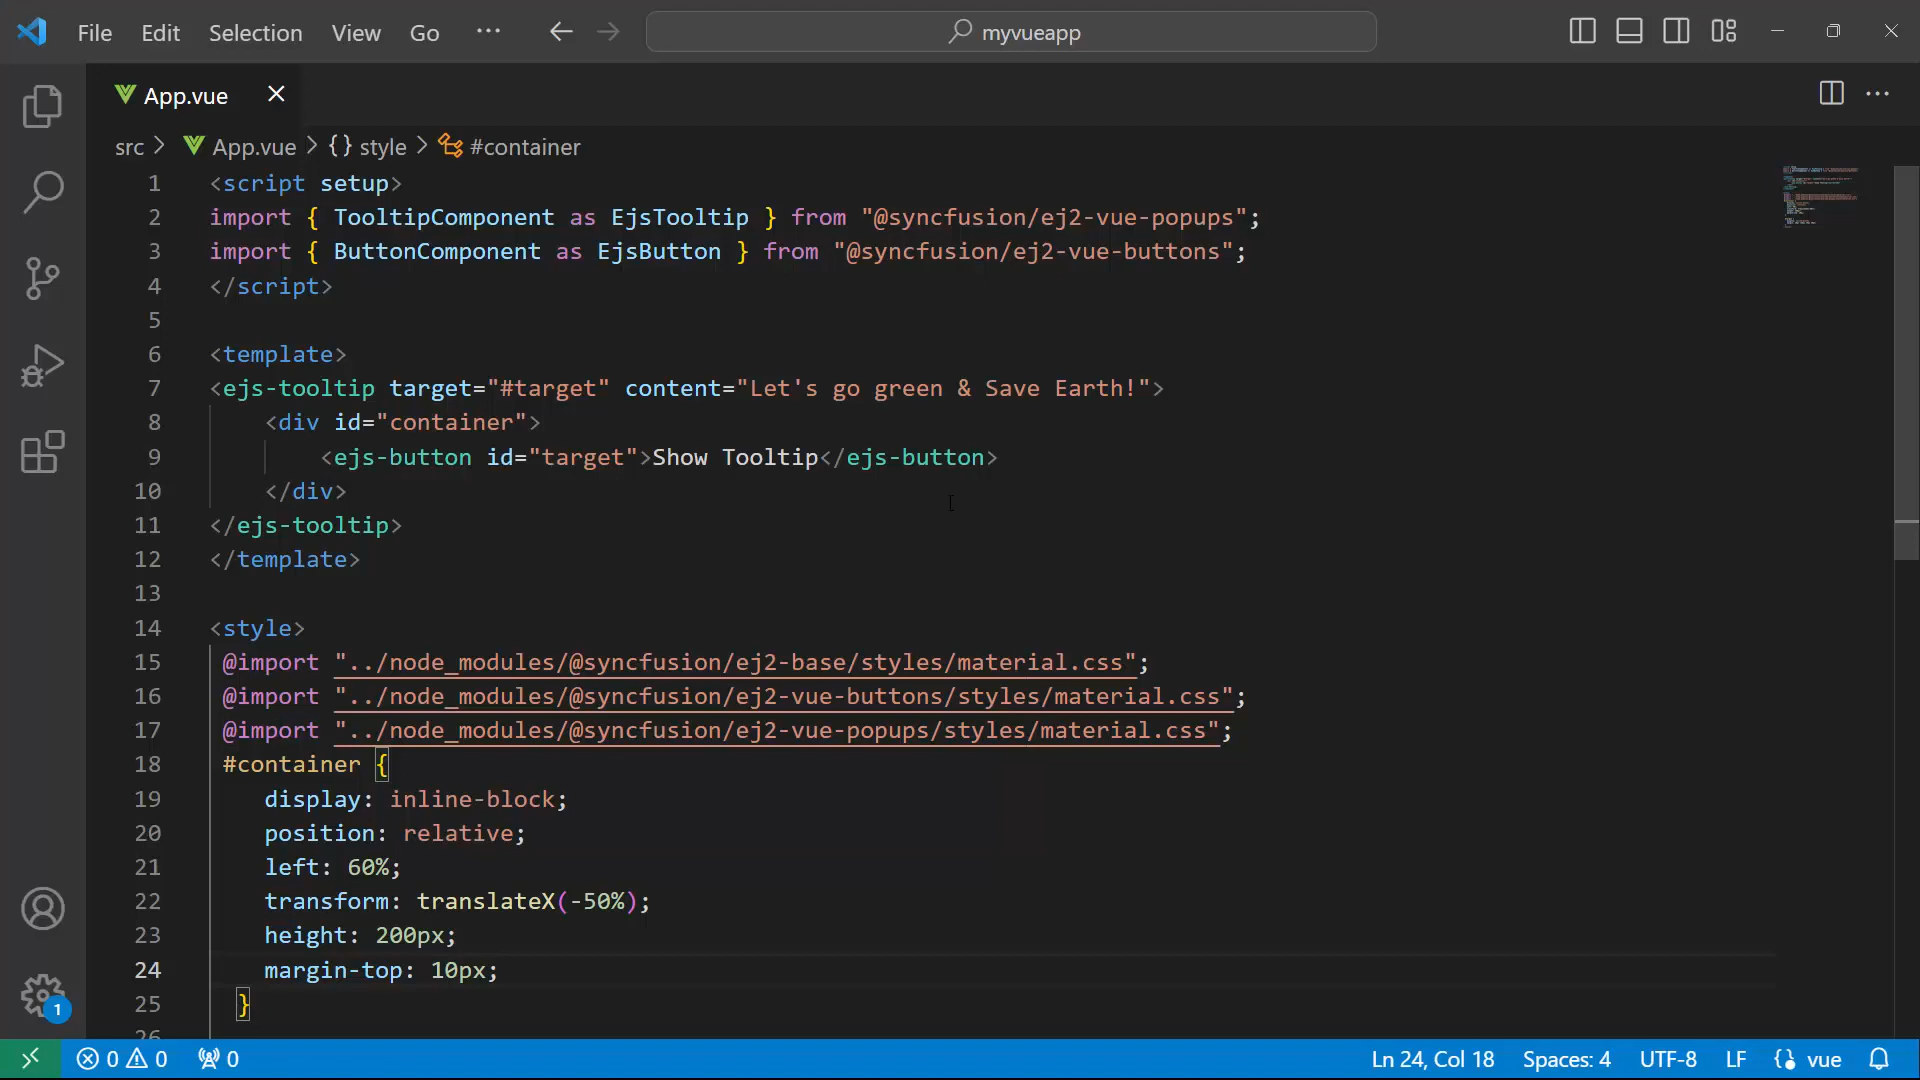 File Edit Selection View Go ··· myvueapp
App.vue
src > App.vue > {} style > #container
1 <script setup>
2 import { TooltipComponent as EjsTooltip } from "@syncfusion/ej2-vue-popups";
3 import { ButtonComponent as EjsButton } from "@syncfusion/ej2-vue-buttons";
4 </script>
5
6 <template>
7 <ejs-tooltip target="#target" content="Let's go green & Save Earth!">
8 <div id="container">
9 <ejs-button id="target">Show Tooltip</ejs-button>
10 </div>
11 </ejs-tooltip>
12 </template>
13
14 <style>
15 @import "../node_modules/@syncfusion/ej2-base/styles/material.css";
16 @import "../node_modules/@syncfusion/ej2-vue-buttons/styles/material.css";
17 @import "../node_modules/@syncfusion/ej2-vue-popups/styles/material.css";
18 #container {
19 display: inline-block;
20 position: relative;
21 left: 60%;
22 transform: translateX(-50%);
23 height: 200px;
24 margin-top: 10px;
25 }
26
1
0 0 0 Ln 24, Col 18 Spaces: 4 UTF-8 LF vue